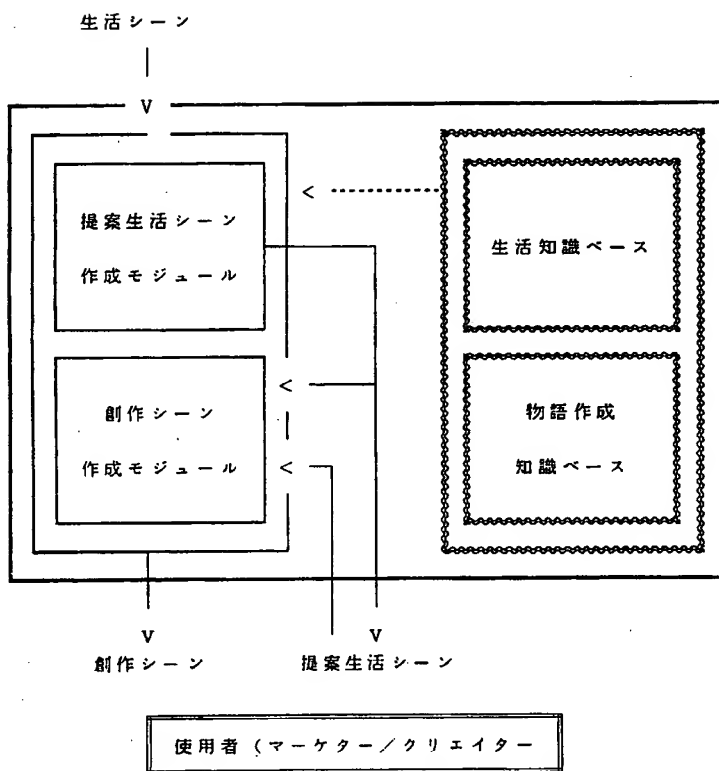 生活シーン
提案生活シーン
作成モジュール
創作シーン
作成モジュール
生活知識ベース
物語作成
知識ベース
創作シーン
提案生活シーン
使用者（マーケター／クリエイター